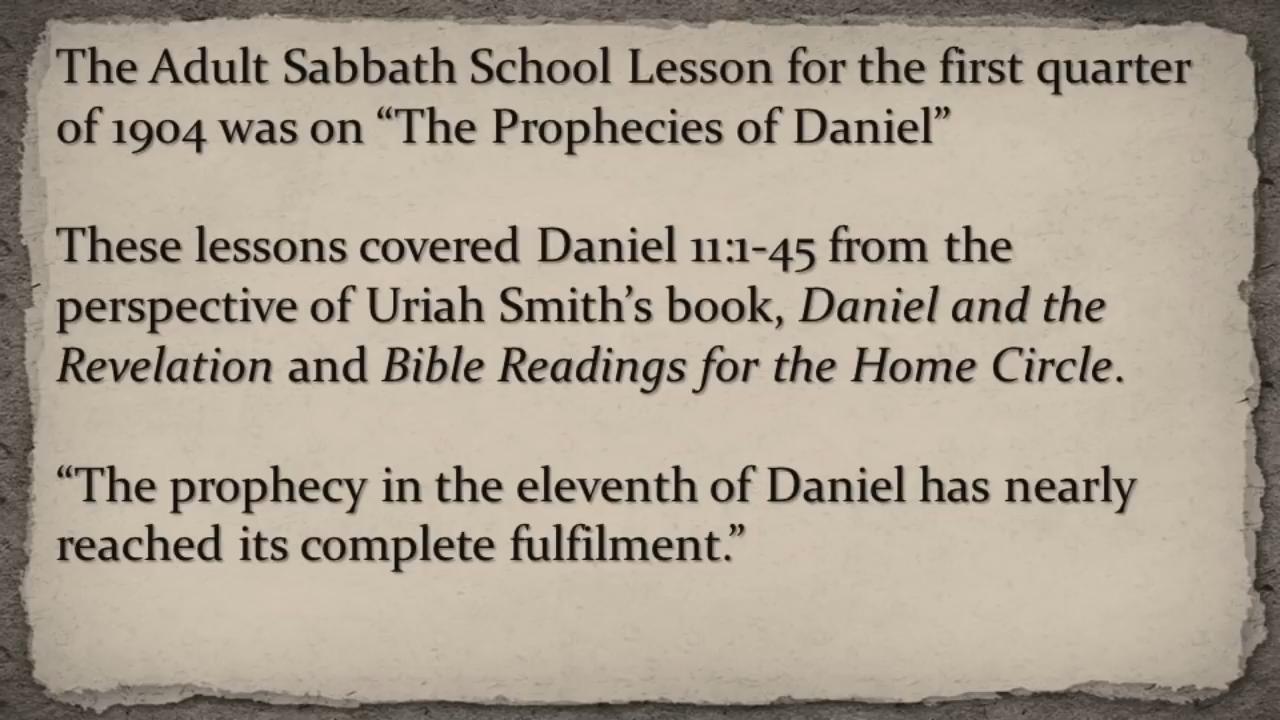 The Adult Sabbath School Lesson for the first quarter
of 1904 was on “The Prophecies of Daniel”
These lessons covered Daniel 11:1-45 from the
perspective of Uriah Smith’s book, Daniel and the
Revelation and Bible Readings for the Home Circle.
“The prophecy in the eleventh of Daniel has nearly
reached its complete fulfilment.”